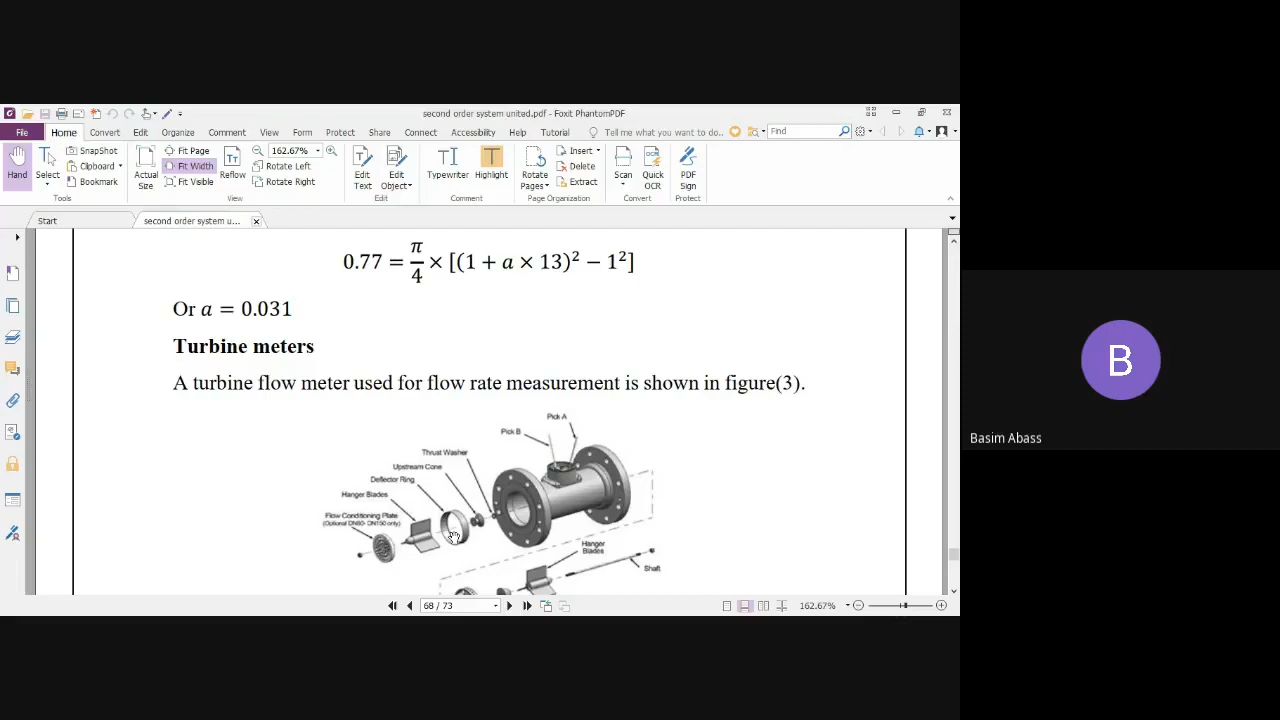 second order system united.pdf - Foxit PhantomPDF
File Home Convert Edit Organize Comment View Form Protect Share Connect Accessibility Help Tutorial Tell me what you want to do.. Find
Hand
Select
SnapShot
Clipboard
Bookmark
Tools
Actual Size
Fit Page
Fit Width
Fit Visible
Reflow
162.67%
Rotate Left
Rotate Right
View
Edit Text
Edit Object
Edit
Typewriter
Highlight
Comment
Rotate Pages
Insert
Delete
Extract
Page Organization
Scan
Quick OCR
Convert
PDF Sign
Protect
Start second order system u...
0.77 = π/4 × [(1 + a × 13)² − 1²]
Or a = 0.031
Turbine meters
A turbine flow meter used for flow rate measurement is shown in figure(3).
Pick A
Pick B
Thrust Washer
Upstream Cone
Deflector Ring
Hanger Blades
Flow Conditioning Plate
(Optional DN80- DN150 only)
Hanger
Blades
Shaft
68 / 73
162.67%
B
Basim Abass